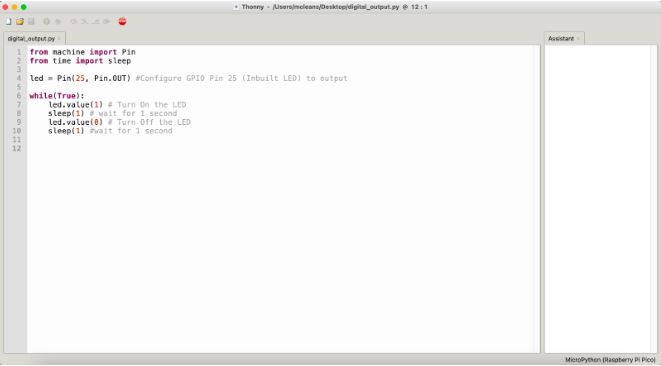 Thonny - /Users/mcleans/Desktop/digital_output.py @ 12 : 1
digital_output.py
Assistant
1 from machine import Pin
2 from time import sleep
3
4 led = Pin(25, Pin.OUT) #Configure GPIO Pin 25 (Inbuilt LED) to output
5
6 while(True):
7     led.value(1) # Turn On the LED
8     sleep(1) # wait for 1 second
9     led.value(0) # Turn Off the LED
10     sleep(1) #wait for 1 second
11
12
MicroPython (Raspberry Pi Pico)